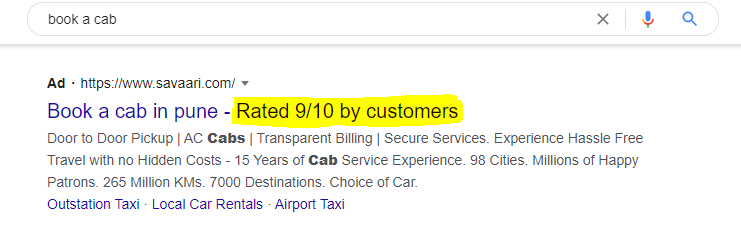 book a cab
Ad · https://www.savaari.com/
Book a cab in pune - Rated 9/10 by customers
Door to Door Pickup | AC Cabs | Transparent Billing | Secure Services. Experience Hassle Free
Travel with no Hidden Costs - 15 Years of Cab Service Experience. 98 Cities. Millions of Happy
Patrons. 265 Million KMs. 7000 Destinations. Choice of Car.
Outstation Taxi · Local Car Rentals · Airport Taxi